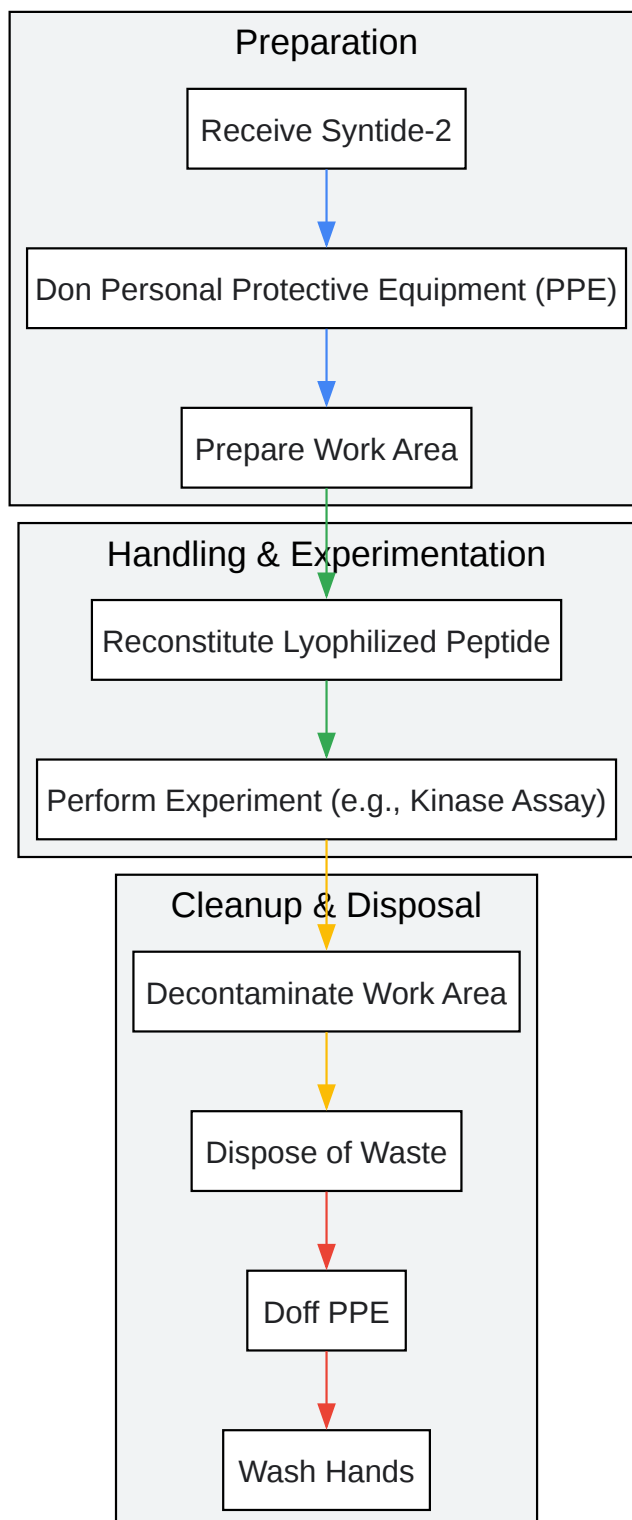 Preparation
Receive Syntide-2
Don Personal Protective Equipment (PPE)
Prepare Work Area
Handling & Experimentation
Reconstitute Lyophilized Peptide
Perform Experiment (e.g., Kinase Assay)
Cleanup & Disposal
Decontaminate Work Area
Dispose of Waste
Doff PPE
Wash Hands